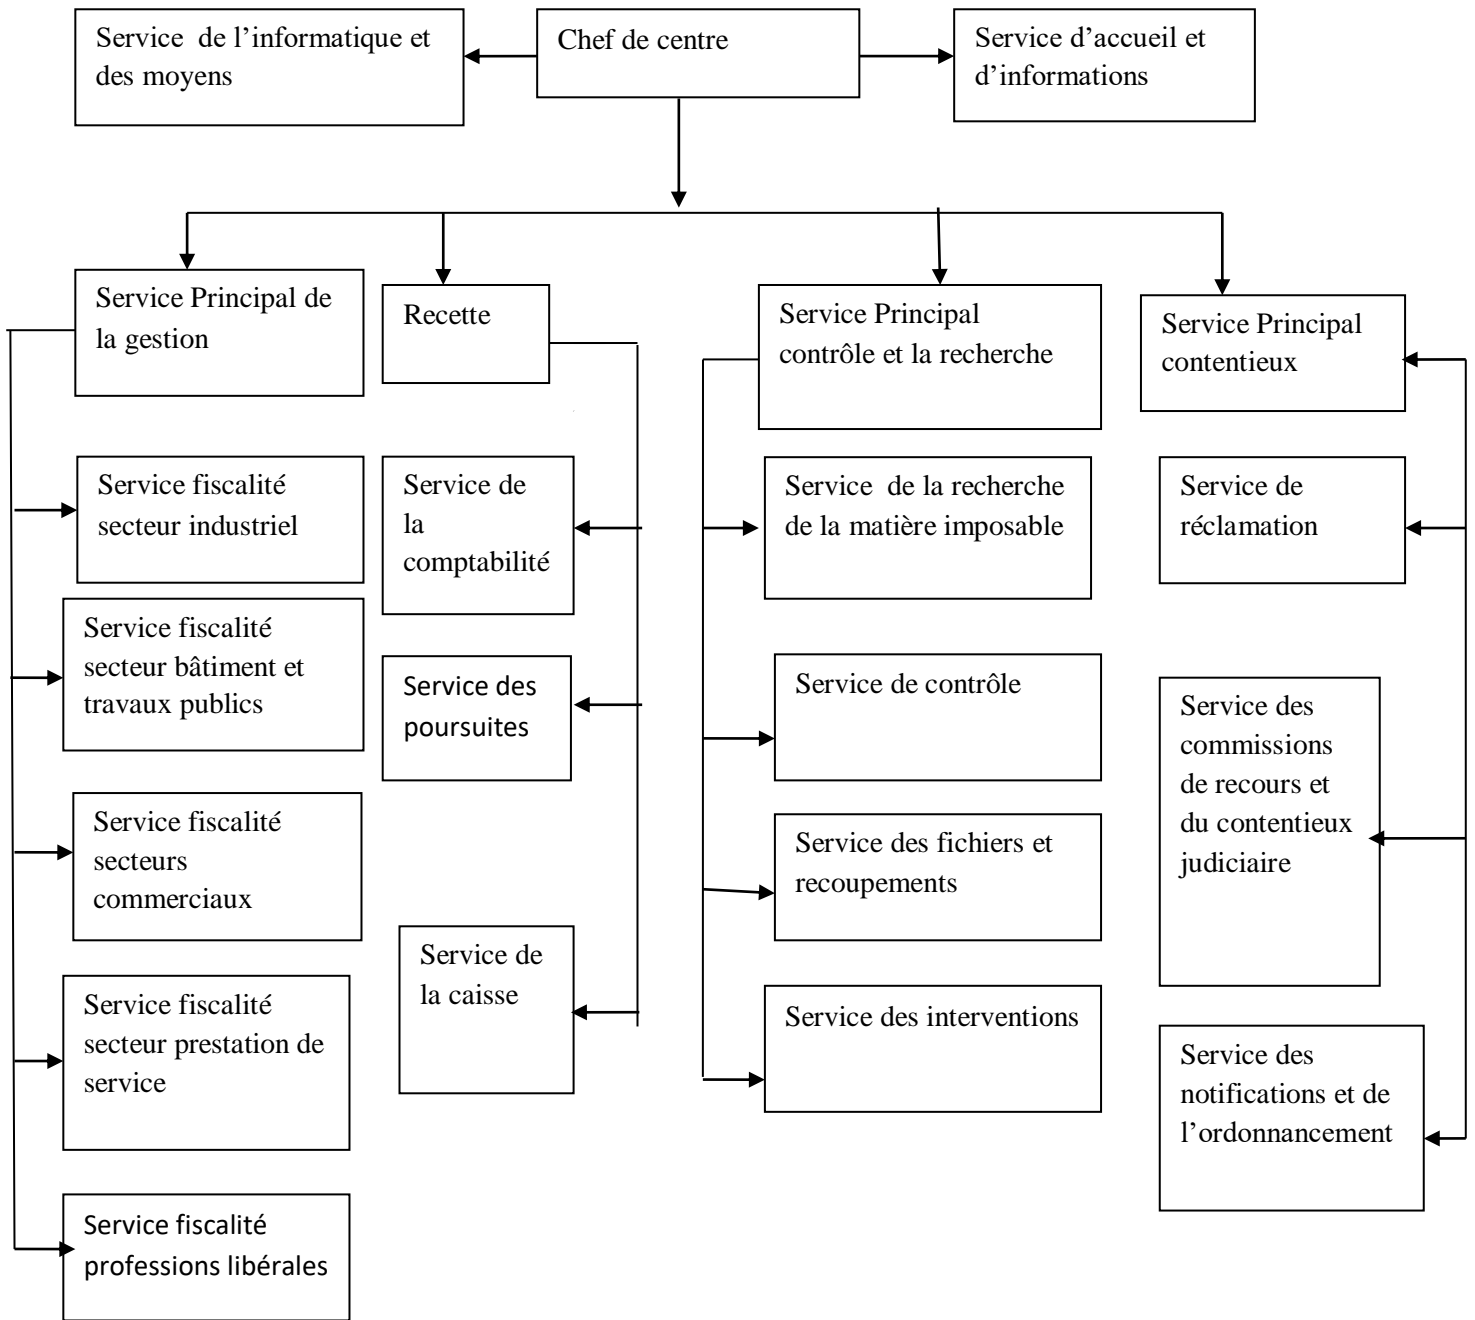 Service  de l’informatique et
des moyens
Chef de centre
Service d’accueil et
d’informations
Service Principal de
la gestion
Recette
Service Principal
contrôle et la recherche
Service Principal
contentieux
Service fiscalité
secteur industriel
Service de
la
comptabilité
Service  de la recherche
de la matière imposable
Service de
réclamation
Service fiscalité
secteur bâtiment et
travaux publics
Service des
poursuites
Service de contrôle
Service des
commissions
de recours et
du contentieux
judiciaire
Service fiscalité
secteurs
commerciaux
Service des fichiers et
recoupements
Service de
la caisse
Service fiscalité
secteur prestation de
service
Service des interventions
Service des
notifications et de
l’ordonnancement
Service fiscalité
professions libérales